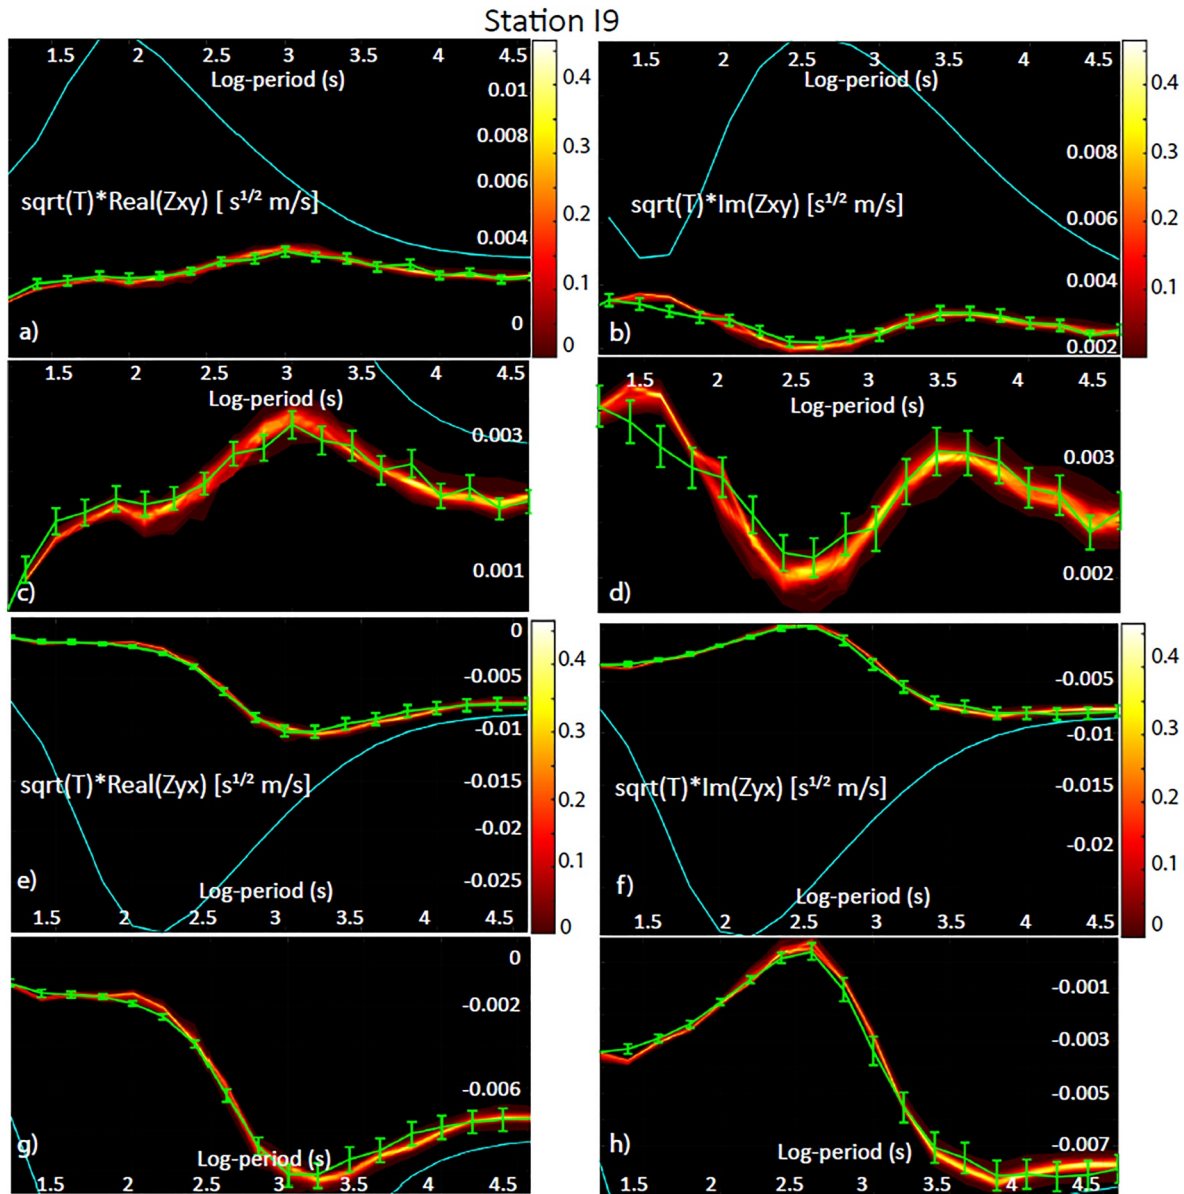 Station I9
1.5 2 2.5 3 3.5 4 4.5
Log-period (s)
0.01
0.008
0.006
sqrt(T)*Real(Zxy) [ s¹/² m/s]
0.004
0
a)
0.4
0.3
0.2
0.1
0
1.5 2 2.5 3 3.5 4 4.5
Log-period (s)
0.008
sqrt(T)*Im(Zxy) [s¹/² m/s]
0.006
0.004
0.002
b)
0.4
0.3
0.2
0.1
1.5 2 2.5 3 3.5 4 4.5
Log-period (s)
0.003
0.001
c)
1.5 2 2.5 3 3.5 4 4.5
Log-period (s)
0.003
0.002
d)
0
-0.005
-0.01
sqrt(T)*Real(Zyx) [s¹/² m/s]
-0.015
-0.02
-0.025
e)
Log-period (s)
1.5 2 2.5 3 3.5 4 4.5
0.4
0.3
0.2
0.1
0
-0.005
-0.01
sqrt(T)*Im(Zyx) [s¹/² m/s]
-0.015
-0.02
f)
Log-period (s)
1.5 2 2.5 3 3.5 4 4.5
0.4
0.3
0.2
0.1
0
0
-0.002
-0.006
g)
Log-period (s)
1.5 2 2.5 3 3.5 4 4.5
-0.001
-0.003
-0.005
-0.007
h)
Log-period (s)
1.5 2 2.5 3 3.5 4 4.5